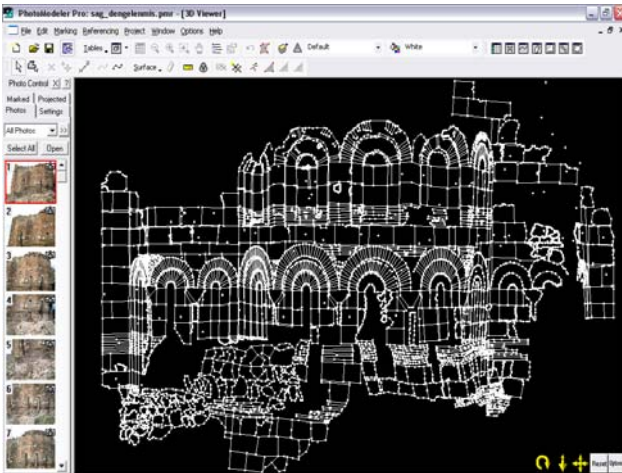 PhotoModeler Pro: sag_dengelenmis.pmr - [3D Viewer]
File Edit Marking Referencing Project Window Options Help
Tables Default White
Surface
Photo Control X ?
Marked Projected
Photos Settings
All Photos >>
Select All Open
1
2
3
4
5
6
7
Reset